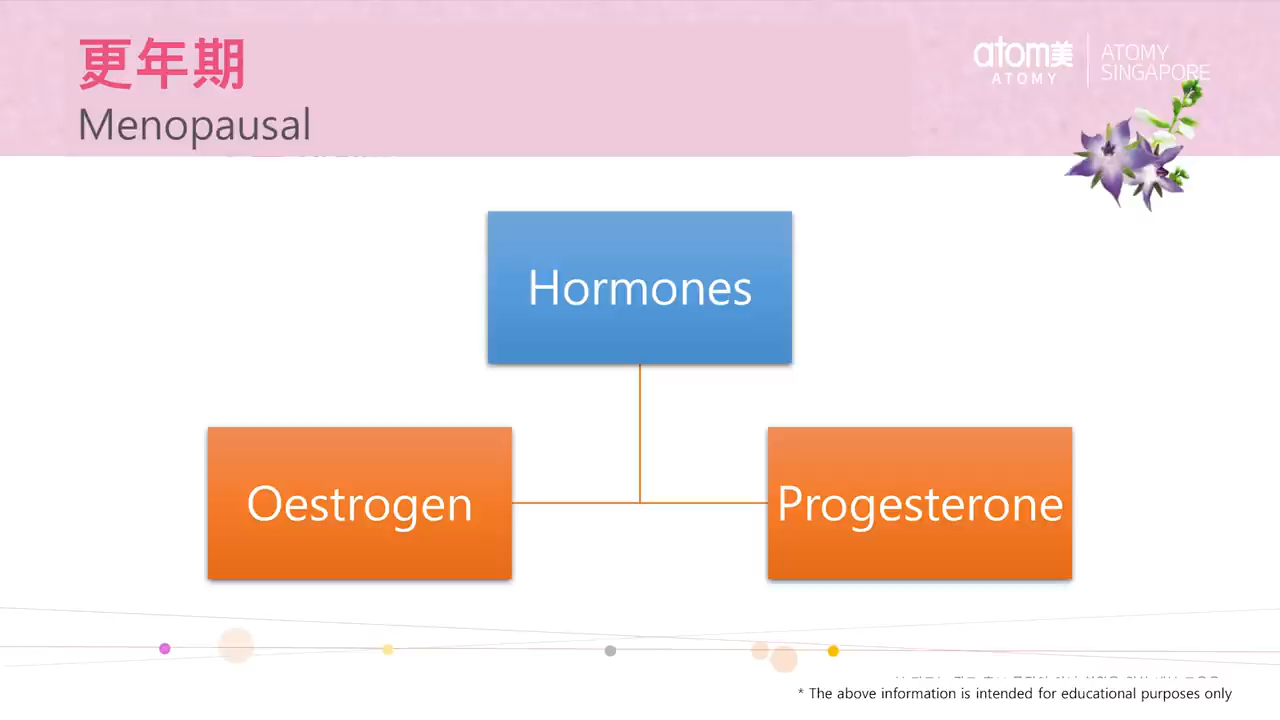 更年期
Menopausal
atom美
ATOMY
ATOMY
SINGAPORE
Hormones
Oestrogen
Progesterone
* The above information is intended for educational purposes only